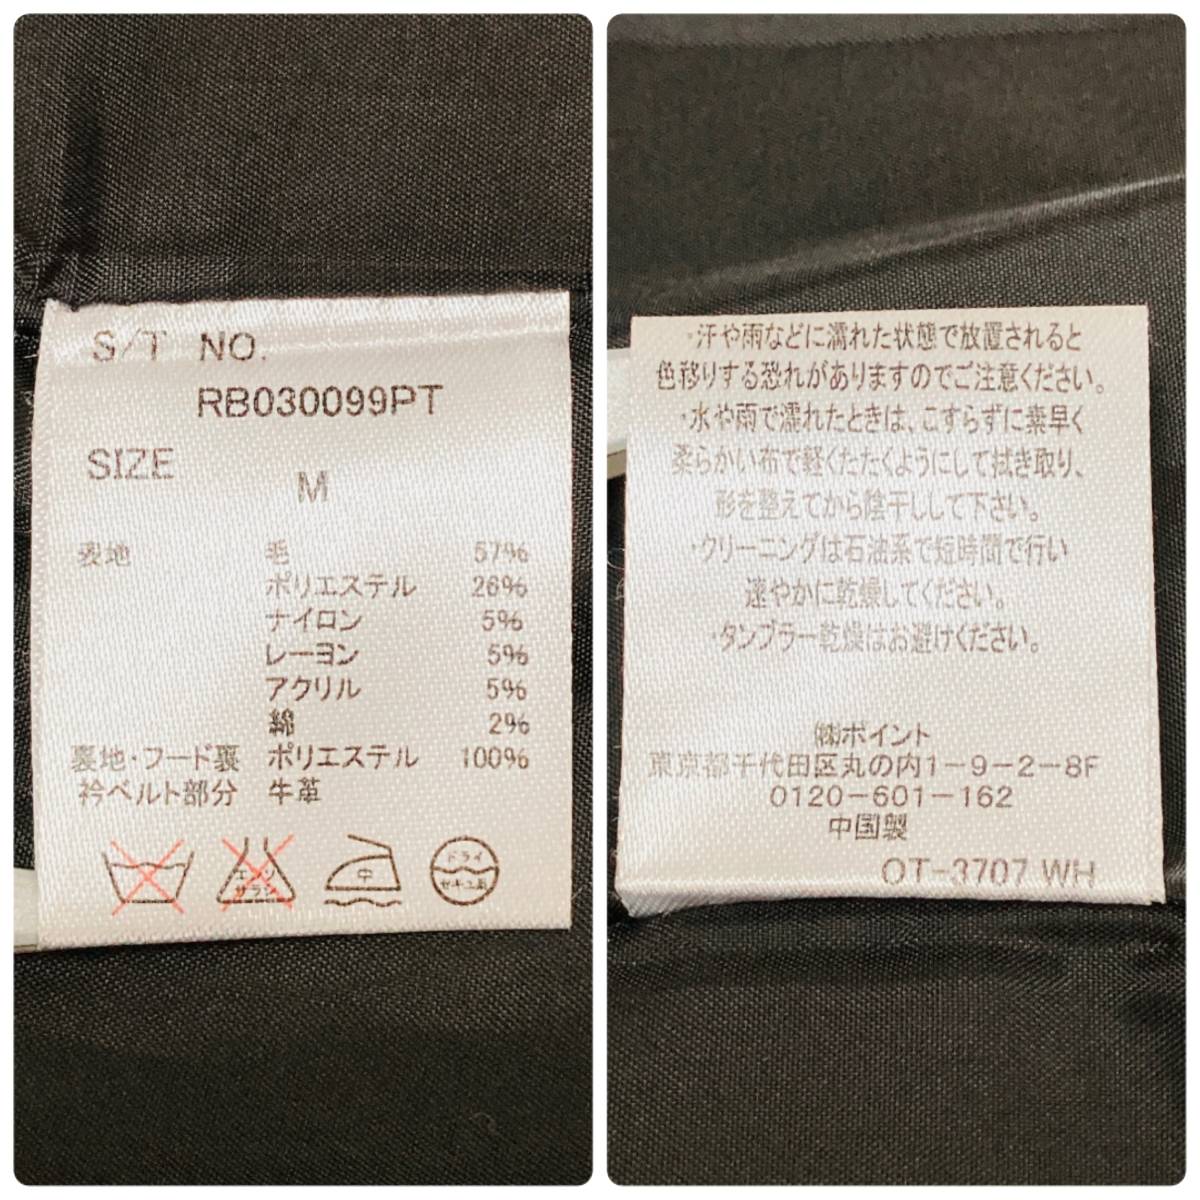 S/T NO.
RB030099PT
SIZE M
表地 毛 57%
ポリエステル 26%
ナイロン 5%
レーヨン 5%
アクリル 5%
綿 2%
裏地・フード裏 ポリエステル 100%
衿ベルト部分 牛革
エンソサラシ 中 ドライ セキユ系
・汗や雨などに濡れた状態で放置されると
色移りする恐れがありますのでご注意ください。
・水や雨で濡れたときは、こすらずに素早く
柔らかい布で軽くたたくようにして拭き取り、
形を整えてから陰干しして下さい。
・クリーニングは石油系で短時間で行い
速やかに乾燥してください。
・タンブラー乾燥はお避けください。
㈱ポイント
東京都千代田区丸の内1-9-2-8F
0120-601-162
中国製
OT-3707 WH